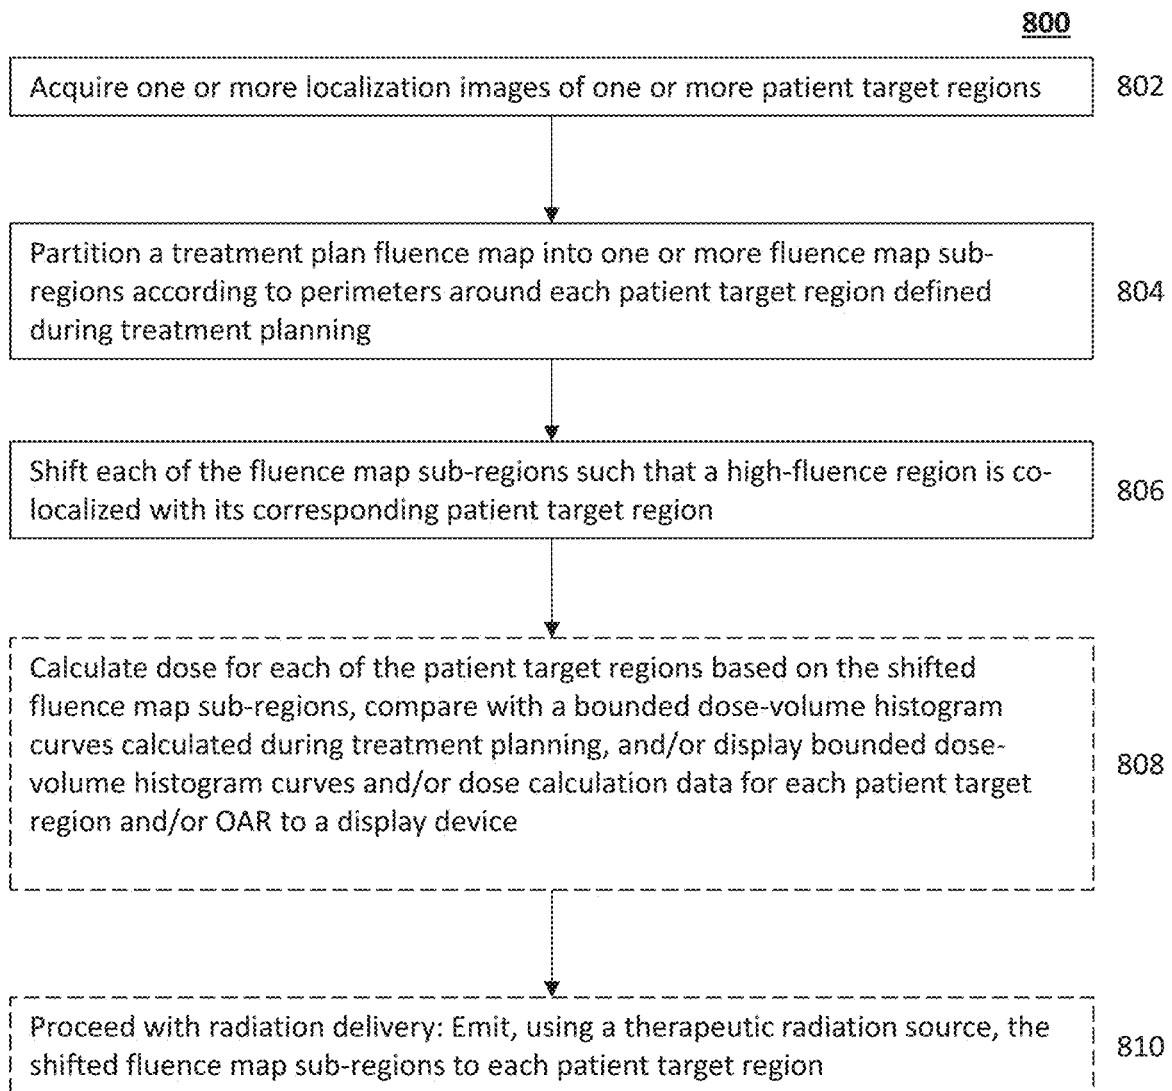 800
Acquire one or more localization images of one or more patient target regions
802
Partition a treatment plan fluence map into one or more fluence map sub-
regions according to perimeters around each patient target region defined
during treatment planning
804
Shift each of the fluence map sub-regions such that a high-fluence region is co-
localized with its corresponding patient target region
806
Calculate dose for each of the patient target regions based on the shifted
fluence map sub-regions, compare with a bounded dose-volume histogram
curves calculated during treatment planning, and/or display bounded dose-
volume histogram curves and/or dose calculation data for each patient target
region and/or OAR to a display device
808
Proceed with radiation delivery: Emit, using a therapeutic radiation source, the
shifted fluence map sub-regions to each patient target region
810